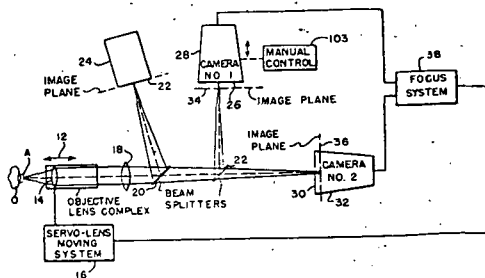 24
IMAGE
PLANE
22
28
CAMERA
NO. 1
MANUAL
CONTROL
103
34
26
IMAGE PLANE
FOCUS
SYSTEM
38
IMAGE
PLANE
36
CAMERA
NO. 2
30
32
12
A
O
14
18
20
22
BEAM
SPLITTERS
OBJECTIVE
LENS COMPLEX
SERVO-LENS
MOVING
SYSTEM
16